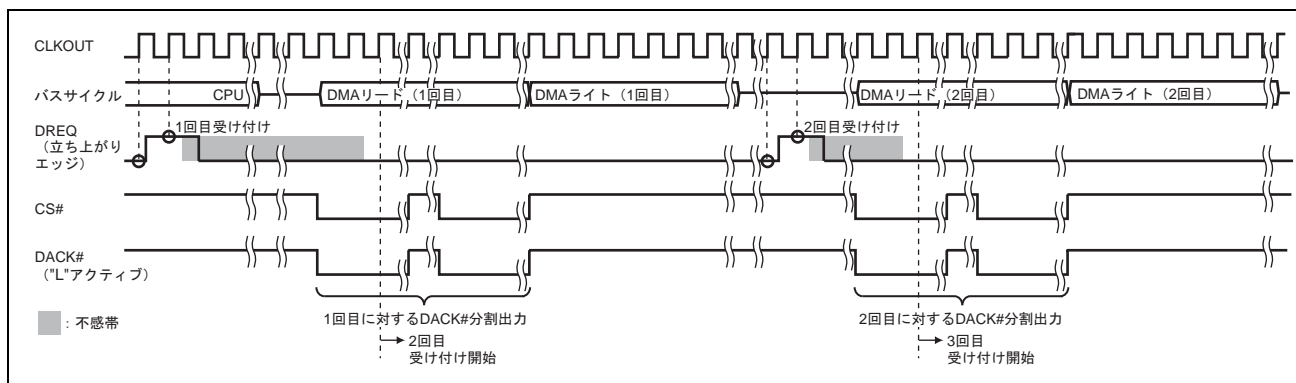 CLKOUT
バスサイクル
CPU
DMAリード（1回目）
DMAライト（1回目）
DMAリード（2回目）
DMAライト（2回目）
DREQ
（立ち上がり
エッジ）
1回目受け付け
2回目受け付け
CS#
DACK#
（"L"アクティブ）
：不感帯
1回目に対するDACK#分割出力
2回目
受け付け開始
2回目に対するDACK#分割出力
3回目
受け付け開始